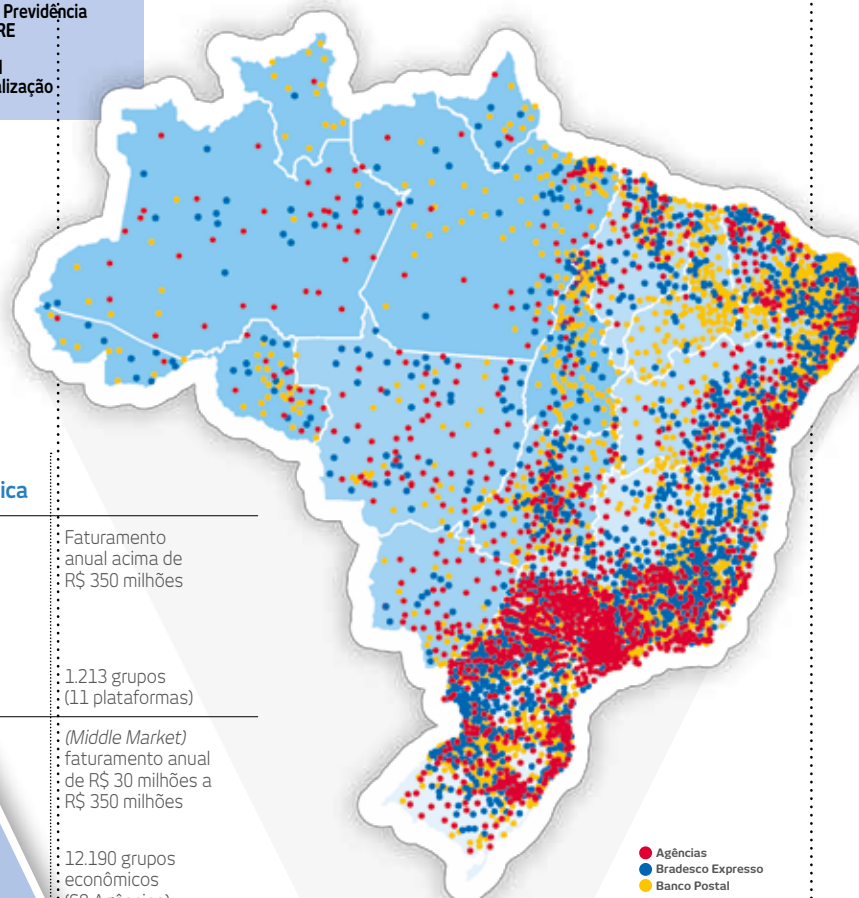 Previdência
RE
lização
ica
Faturamento
anual acima de
R$ 350 milhões
1.213 grupos
(11 plataformas)
(Middle Market)
faturamento anual
de R$ 30 milhões a
R$ 350 milhões
12.190 grupos
econômicos
Agências
Bradesco Expresso
Banco Postal